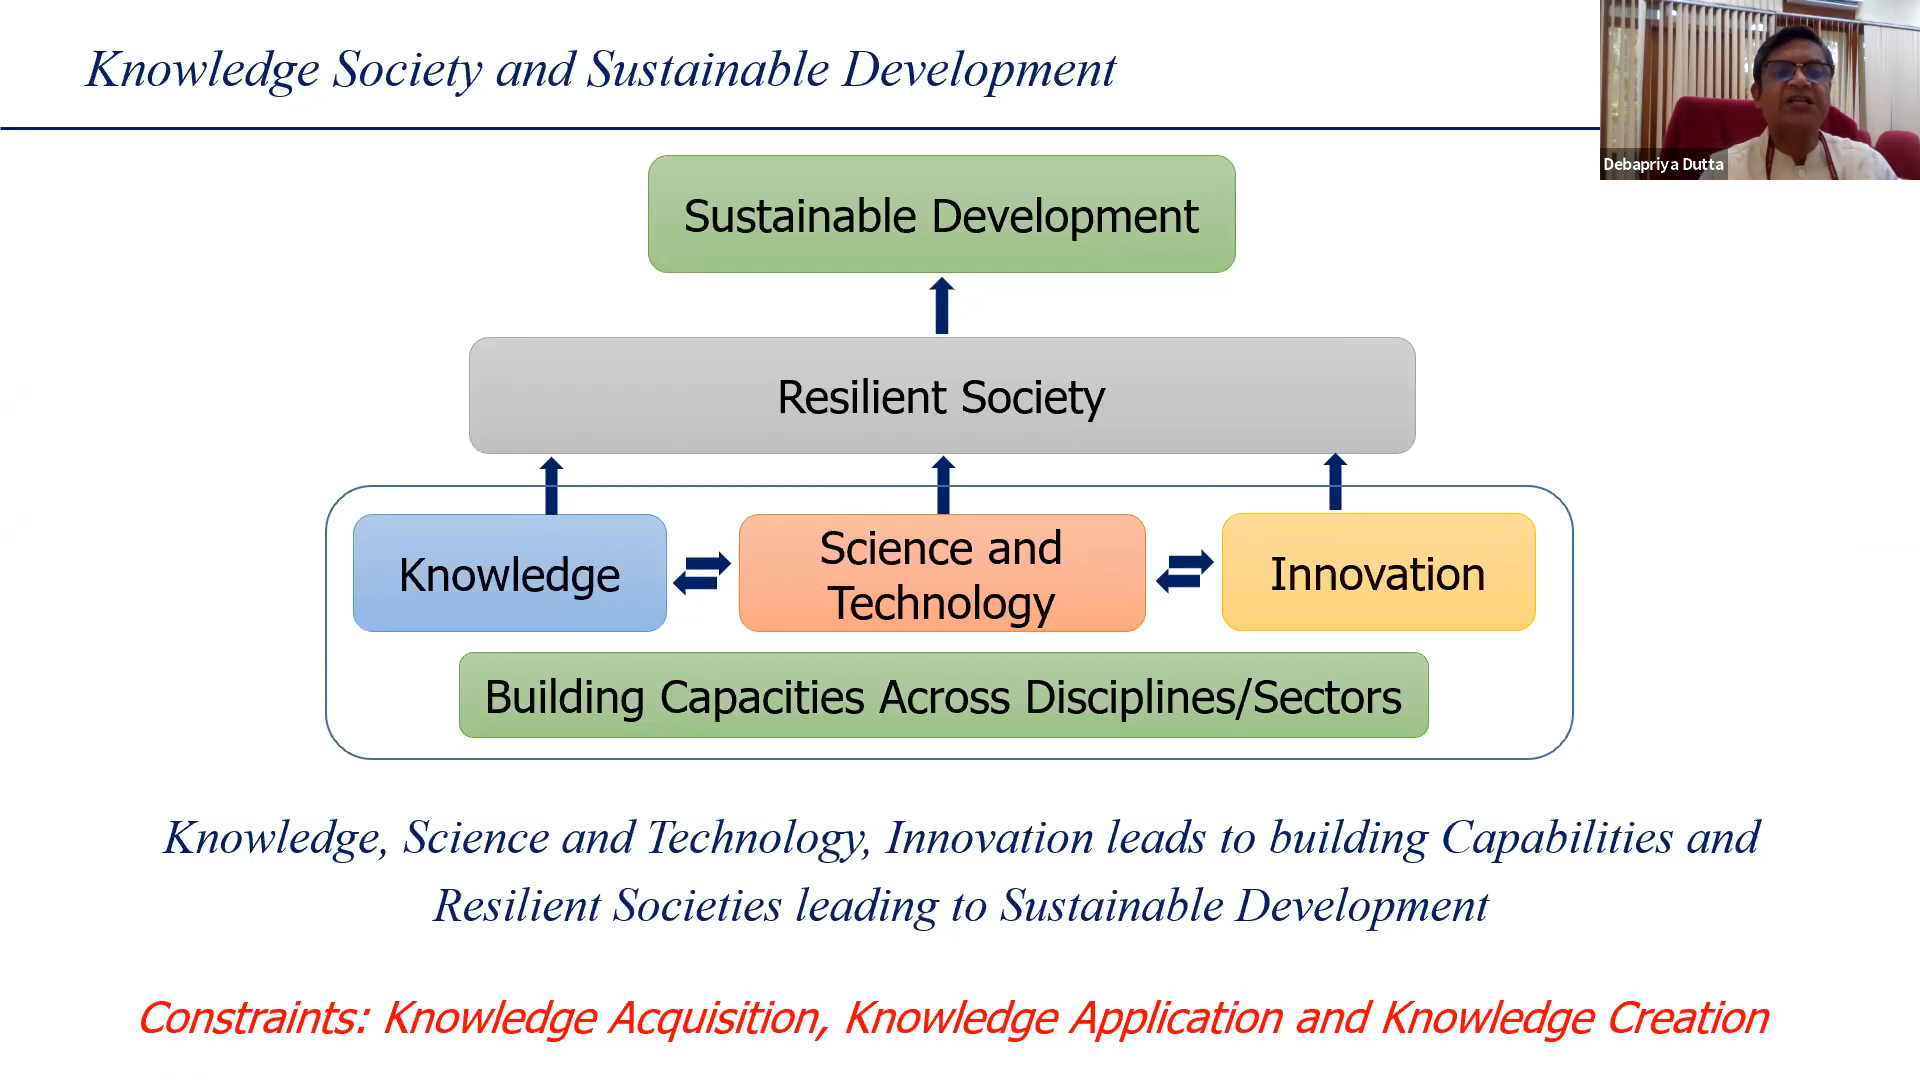 Knowledge Society and Sustainable Development
Debapriya Dutta
Sustainable Development
Resilient Society
Knowledge
Science and
Technology
Innovation
Building Capacities Across Disciplines/Sectors
Knowledge, Science and Technology, Innovation leads to building Capabilities and
Resilient Societies leading to Sustainable Development
Constraints: Knowledge Acquisition, Knowledge Application and Knowledge Creation